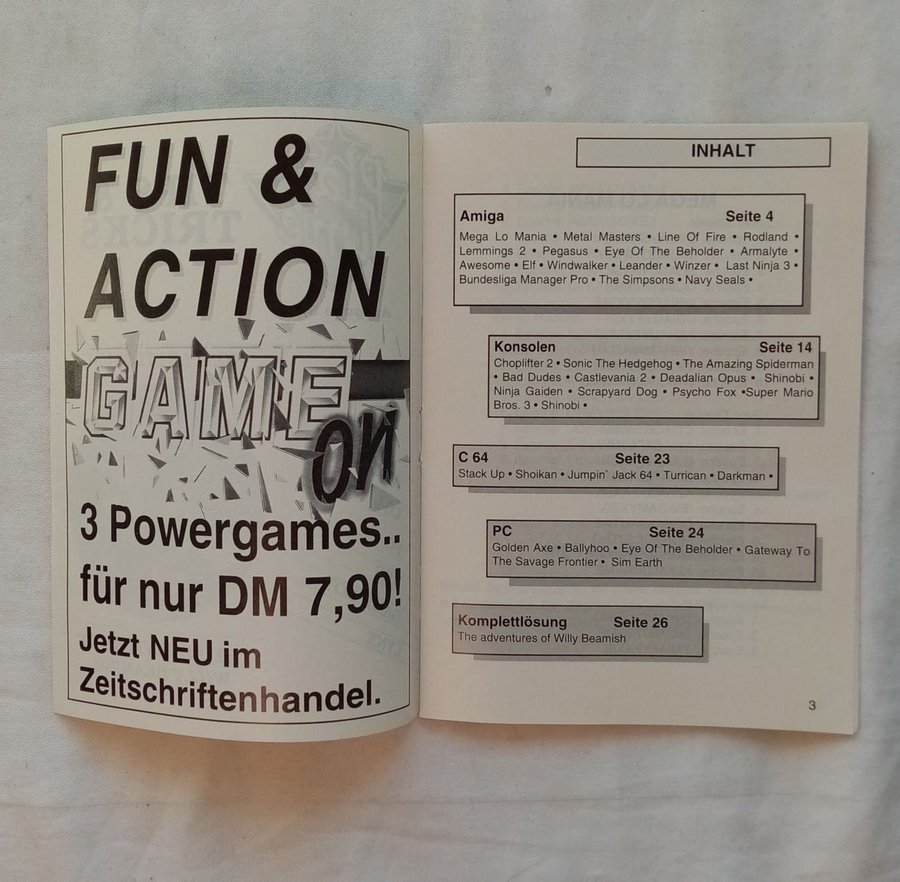 FUN &
ACTION
GAME
ON
3 Powergames..
für nur DM 7,90!
Jetzt NEU im
Zeitschriftenhandel.
INHALT
Amiga Seite 4
Mega Lo Mania • Metal Masters • Line Of Fire • Rodland •
Lemmings 2 • Pegasus • Eye Of The Beholder • Armalyte •
Awesome • Elf • Windwalker • Leander • Winzer • Last Ninja 3 •
Bundesliga Manager Pro • The Simpsons • Navy Seals •
Konsolen Seite 14
Choplifter 2 • Sonic The Hedgehog • The Amazing Spiderman
• Bad Dudes • Castlevania 2 • Deadalian Opus • Shinobi •
Ninja Gaiden • Scrapyard Dog • Psycho Fox •Super Mario
Bros. 3 • Shinobi •
C 64 Seite 23
Stack Up • Shoikan • Jumpin` Jack 64 • Turrican • Darkman •
PC Seite 24
Golden Axe • Ballyhoo • Eye Of The Beholder • Gateway To
The Savage Frontier • Sim Earth
Komplettlösung Seite 26
The adventures of Willy Beamish
3